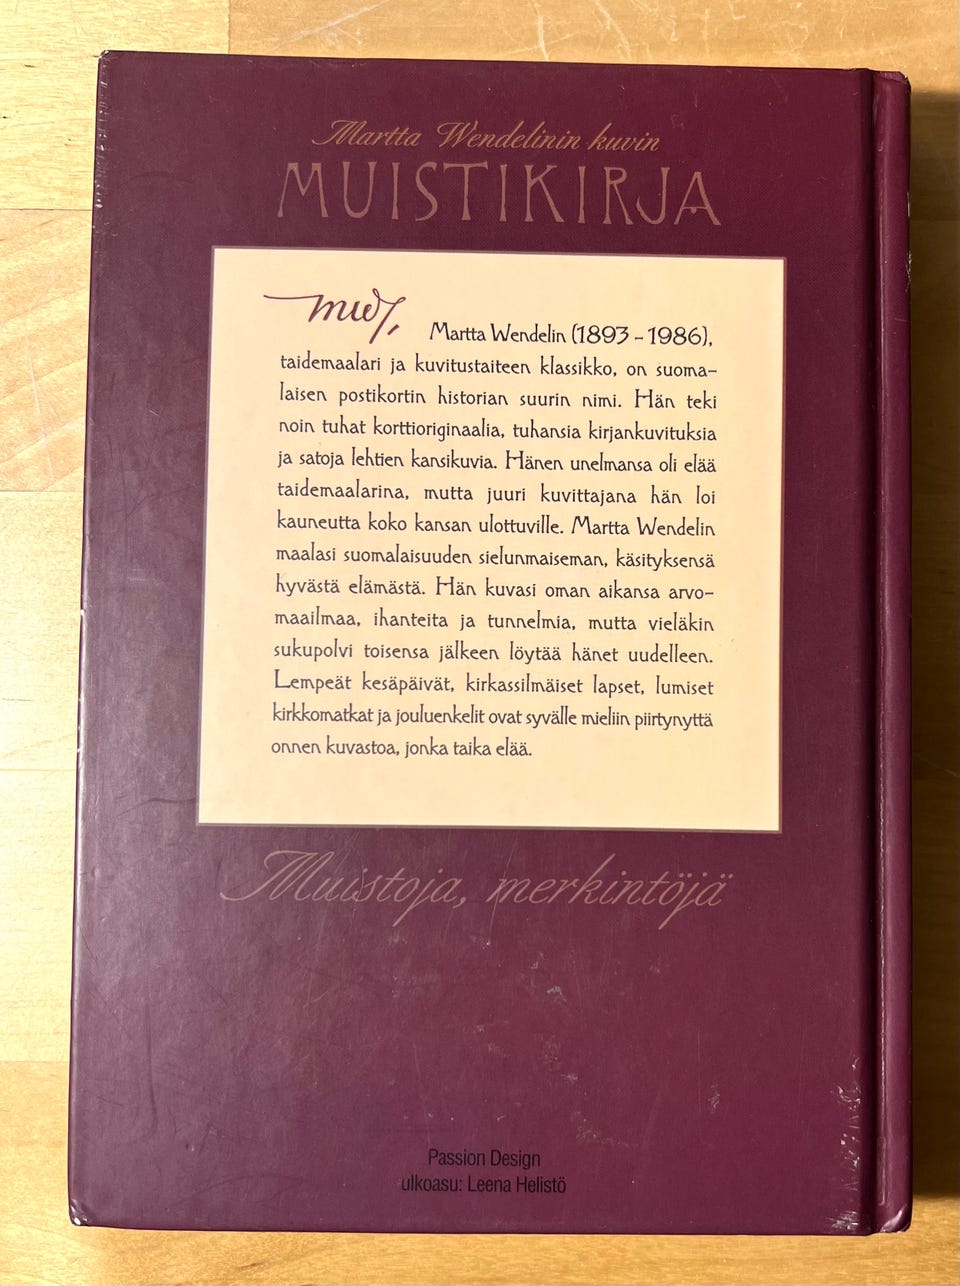 Martta Wendelinin kuvin
MUISTIKIRJA
mw,
Martta Wendelin (1893 - 1986),
taidemaalari ja kuvitustaiteen klassikko, on suoma-
laisen postikortin historian suurin nimi. Hän teki
noin tuhat korttioriginaalia, tuhansia kirjankuvituksia
ja satoja lehtien kansikuvia. Hänen unelmansa oli elää
taidemaalarina, mutta juuri kuvittajana hän loi
kauneutta koko kansan ulottuville. Martta Wendelin
maalasi suomalaisuuden sielunmaiseman, käsityksensä
hyvästä elämästä. Hän kuvasi oman aikansa arvo-
maailmaa, ihanteita ja tunnelmia, mutta vieläkin
sukupolvi toisensa jälkeen löytää hänet uudelleen.
Lempeät kesäpäivät, kirkassilmäiset lapset, lumiset
kirkkomatkat ja jouluenkelit ovat syvälle mieliin piirtynyttä
onnen kuvastoa, jonka taika elää.
Muistoja, merkintöjä
Passion Design
ulkoasu: Leena Helistö